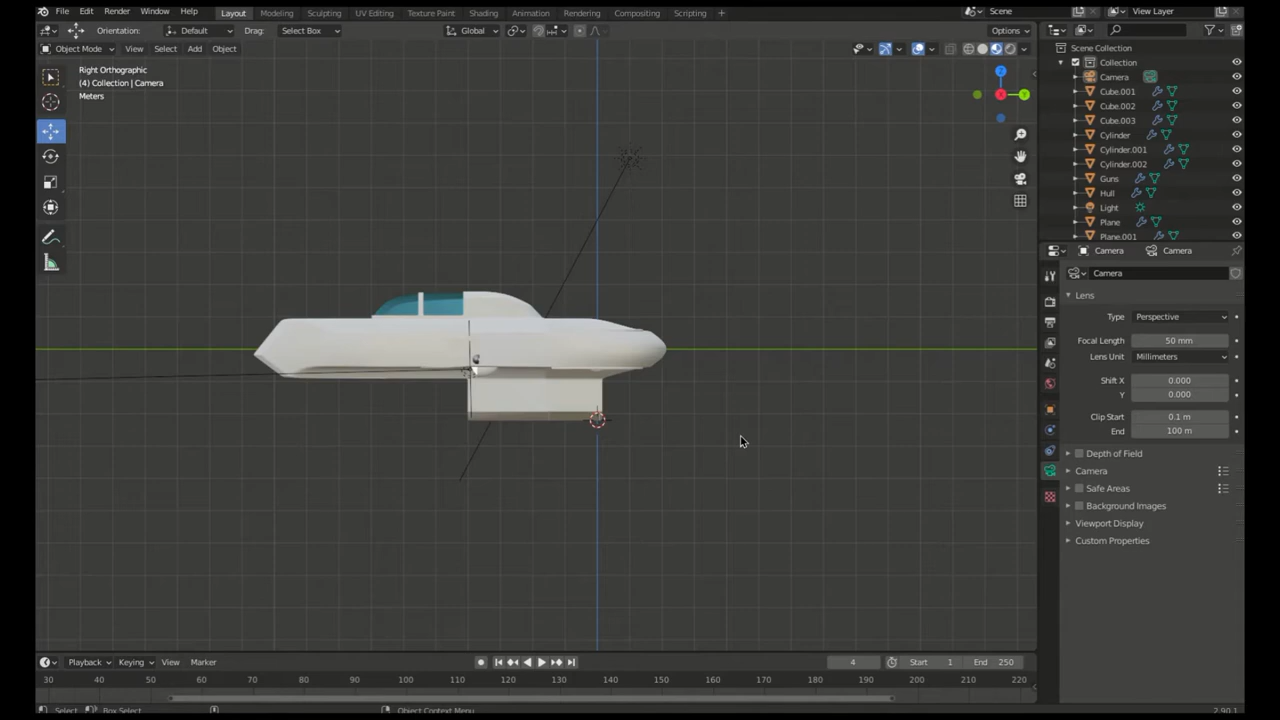 File Edit Render Window Help Layout Modeling Sculpting UV Editing Texture Paint Shading Animation Rendering Compositing Scripting + Scene View Layer
Orientation: Default Drag: Select Box Global Options
Object Mode View Select Add Object
Right Orthographic
(4) Collection | Camera
Meters
Z
Y
Scene Collection
Collection
Camera
Cube.001
Cube.002
Cube.003
Cylinder
Cylinder.001
Cylinder.002
Guns
Hull
Light
Plane
Plane.001
Camera Camera
Camera
Lens
Type Perspective
Focal Length 50 mm
Lens Unit Millimeters
Shift X 0.000
Y 0.000
Clip Start 0.1 m
End 100 m
Depth of Field
Camera
Safe Areas
Background Images
Viewport Display
Custom Properties
Playback Keying View Marker 4 Start 1 End 250
30 40 50 60 70 80 90 100 110 120 130 140 150 160 170 180 190 200 210 220
Select Box Select Object Context Menu 2.90.1